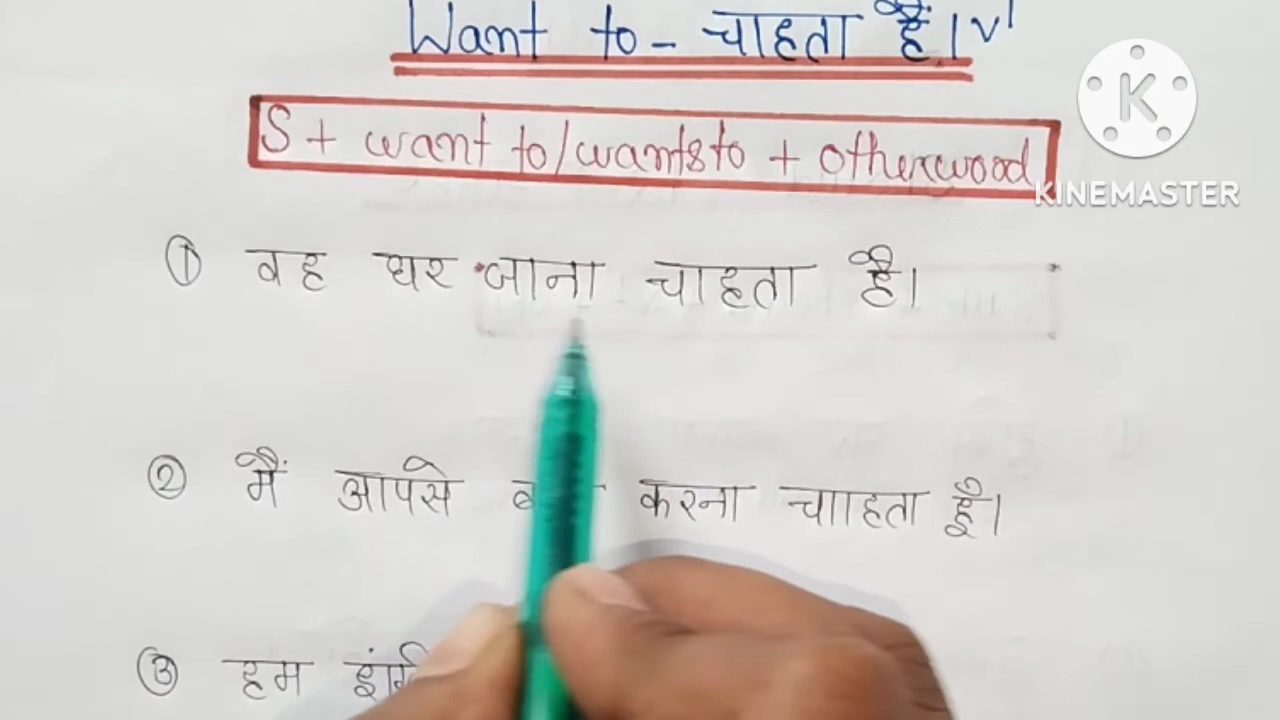 Want to - चाहता हैं। v¹
S + want to/wants to + otherwood
K
KINEMASTER
① वह घर जाना चाहता है।
② मैं आपसे करना चााहता हूँ।
③ हम